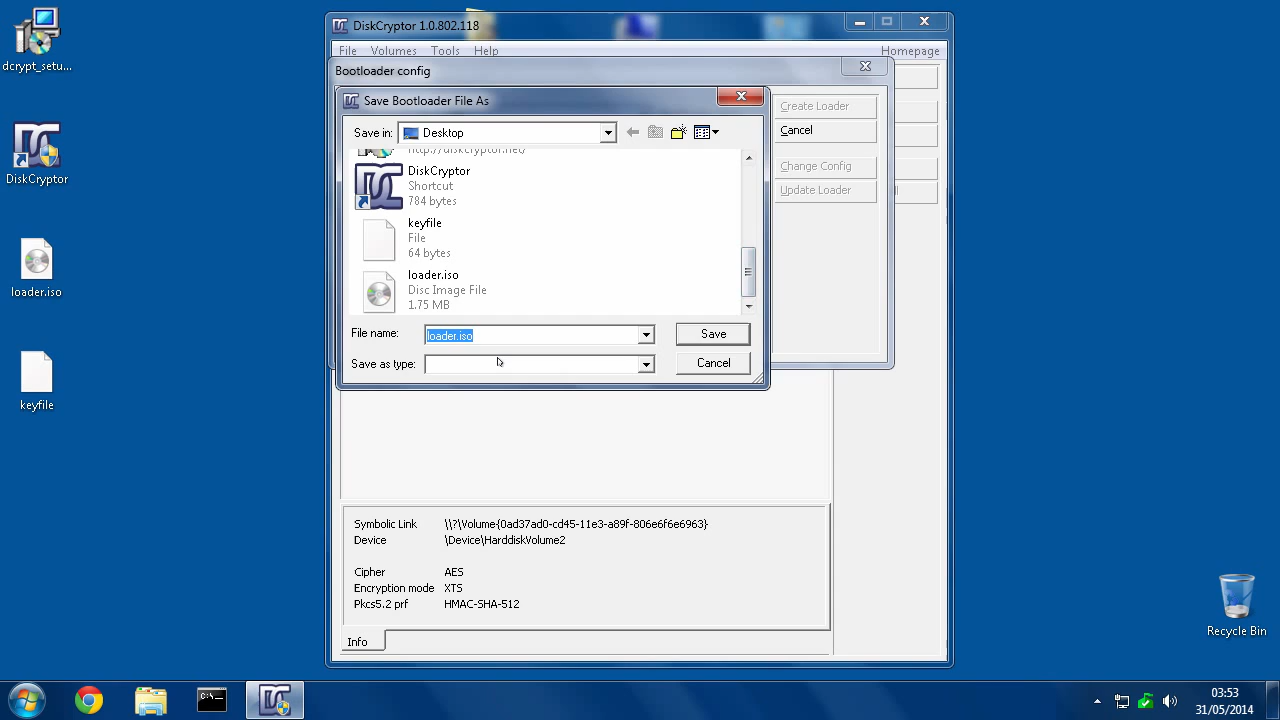 dcrypt_setu...
DiskCryptor
loader.iso
keyfile
DiskCryptor 1.0.802.118
File Volumes Tools Help Homepage
Bootloader config
Create Loader
Cancel
Change Config
Update Loader
Save Bootloader File As
Save in: Desktop
http://diskcryptor.net/
DiskCryptor
Shortcut
784 bytes
keyfile
File
64 bytes
loader.iso
Disc Image File
1.75 MB
File name: loader.iso Save
Save as type: Cancel
Symbolic Link \\?\Volume{0ad37ad0-cd45-11e3-a89f-806e6f6e6963}
Device \Device\HarddiskVolume2
Cipher AES
Encryption mode XTS
Pkcs5.2 prf HMAC-SHA-512
Info
Recycle Bin
C:\_
03:53
31/05/2014